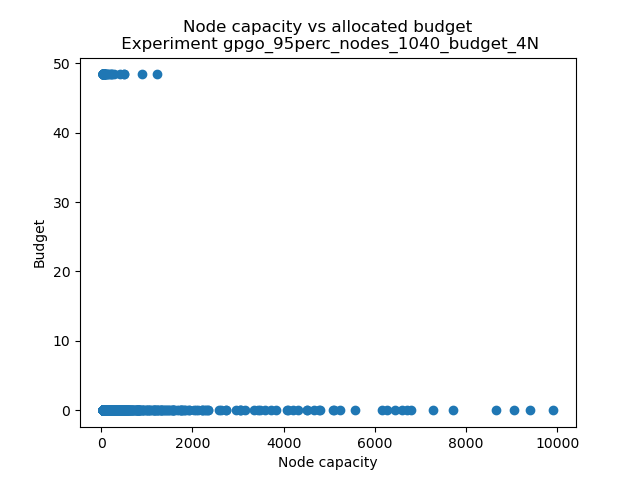 Node capacity vs allocated budget
Experiment gpgo_95perc_nodes_1040_budget_4N
50
40
30
20
10
0
Budget
0 2000 4000 6000 8000 10000
Node capacity